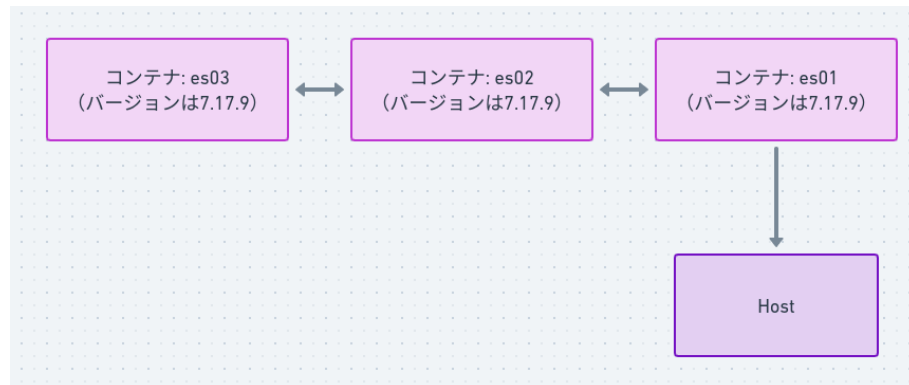 コンテナ: es03
（バージョンは7.17.9）
コンテナ: es02
（バージョンは7.17.9）
コンテナ: es01
（バージョンは7.17.9）
Host